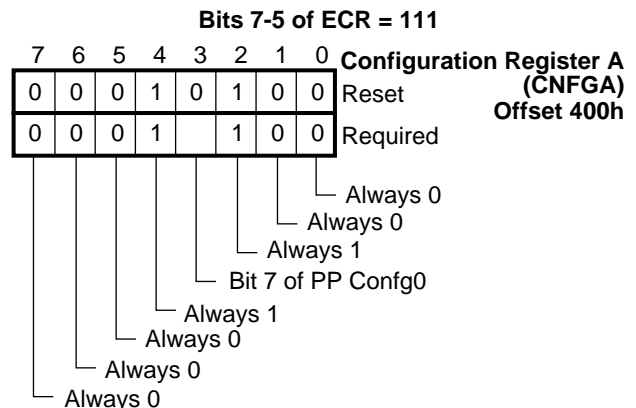 Bits 7-5 of ECR = 111
7 6 5 4 3 2 1 0 Configuration Register A
(CNFGA)
Offset 400h
0 0 0 1 0 1 0 0 Reset
0 0 0 1 1 0 0 Required
Always 0
Always 0
Always 1
Bit 7 of PP Confg0
Always 1
Always 0
Always 0
Always 0